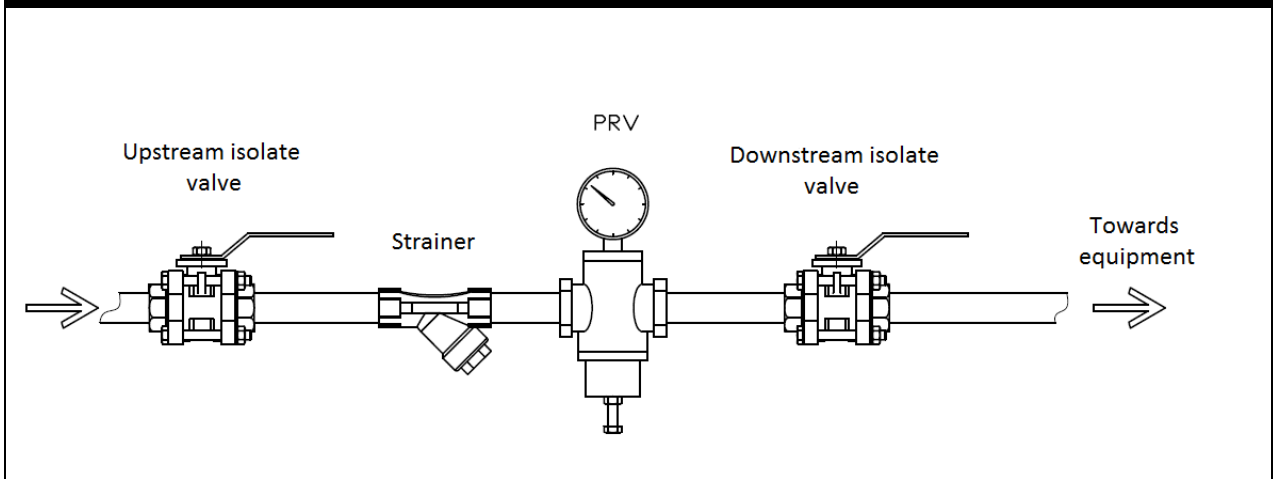 PRV
Upstream isolate
valve
Strainer
Downstream isolate
valve
Towards
equipment